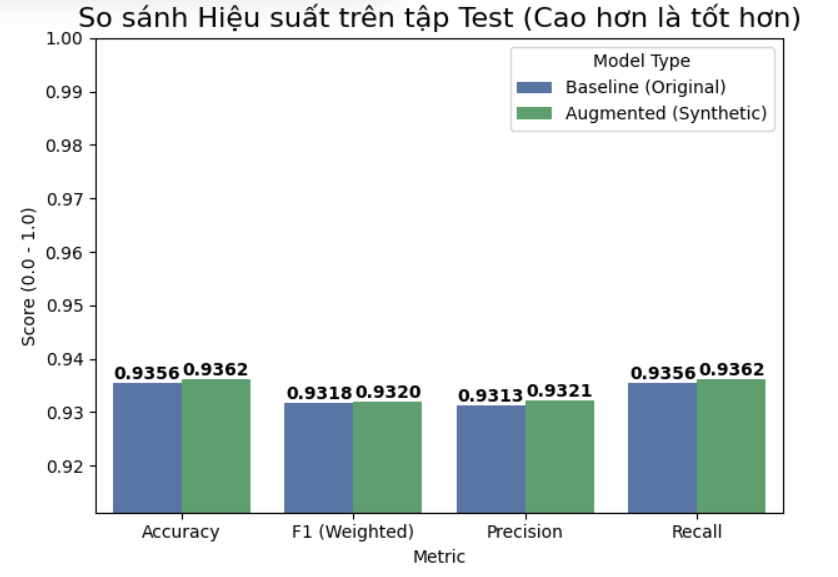 So sánh Hiệu suất trên tập Test (Cao hơn là tốt hơn)
1.00
0.99
0.98
0.97
0.96
0.95
0.94
0.93
0.92
Score (0.0 - 1.0)
Model Type
Baseline (Original)
Augmented (Synthetic)
0.9356 0.9362
0.9318 0.9320
0.9313 0.9321
0.9356 0.9362
Accuracy
F1 (Weighted)
Precision
Recall
Metric